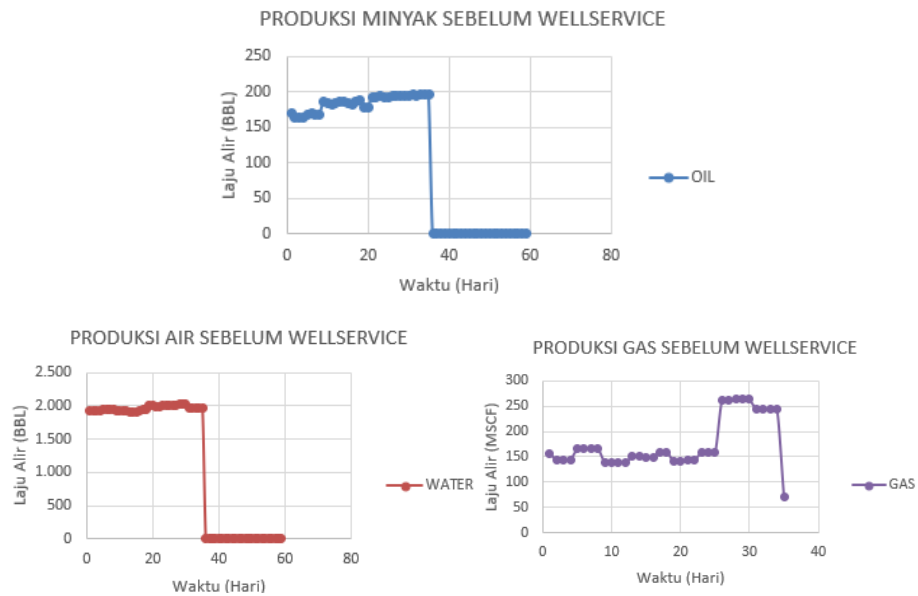 PRODUKSI MINYAK SEBELUM WELLSERVICE
250
200
150
100
50
0
Laju Alir (BBL)
0 20 40 60 80
Waktu (Hari)
OIL
PRODUKSI AIR SEBELUM WELLSERVICE
2.500
2.000
1.500
1.000
500
0
Laju Alir (BBL)
0 20 40 60 80
Waktu (Hari)
WATER
PRODUKSI GAS SEBELUM WELLSERVICE
300
250
200
150
100
50
0
Laju Alir (MSCF)
0 10 20 30 40
Waktu (Hari)
GAS